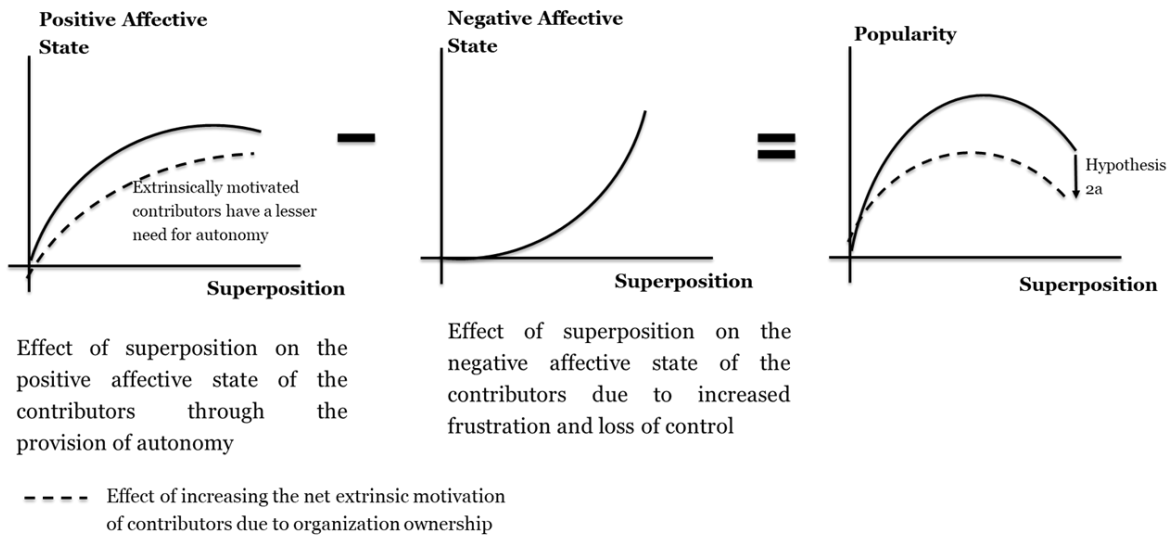 Positive Affective
State
Negative Affective
State
Popularity
Extrinsically motivated
contributors have a lesser
need for autonomy
Hypothesis
2a
Superposition
Superposition
Superposition
Effect of superposition on the
positive affective state of the
contributors through the
provision of autonomy
Effect of superposition on the
negative affective state of the
contributors due to increased
frustration and loss of control
Effect of increasing the net extrinsic motivation
of contributors due to organization ownership